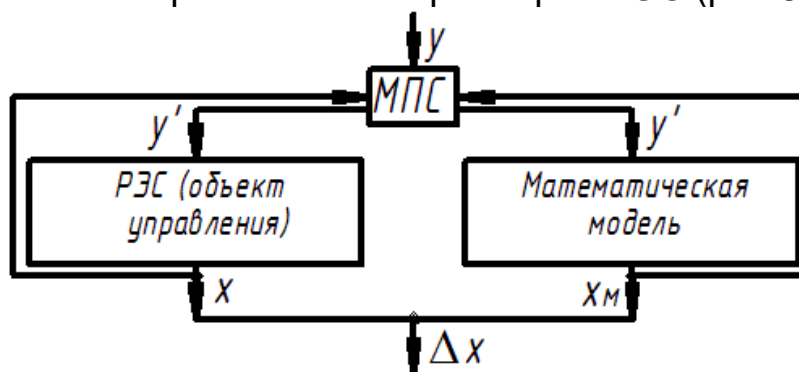 y
МПС
y' y'
РЭС (объект
управления)
Математическая
модель
x
xм
Δx